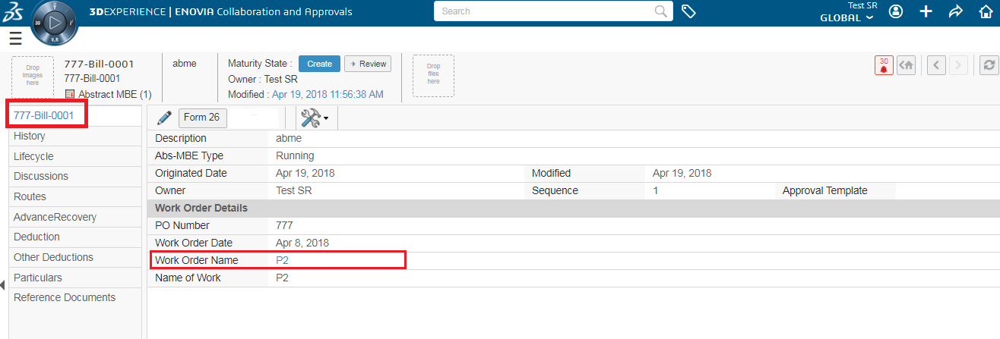 3DEXPERIENCE | ENOVIA Collaboration and Approvals
Search
Test SR
GLOBAL
3D
V.R
Drop images here
777-Bill-0001
777-Bill-0001
Abstract MBE (1)
abme
Maturity State : Create Review
Owner : Test SR
Modified : Apr 19, 2018 11:56:38 AM
Drop files here
30
777-Bill-0001
History
Lifecycle
Discussions
Routes
AdvanceRecovery
Deduction
Other Deductions
Particulars
Reference Documents
Form 26
Description abme
Abs-MBE Type Running
Originated Date Apr 19, 2018 Modified Apr 19, 2018
Owner Test SR Sequence 1 Approval Template
Work Order Details
PO Number 777
Work Order Date Apr 8, 2018
Work Order Name P2
Name of Work P2